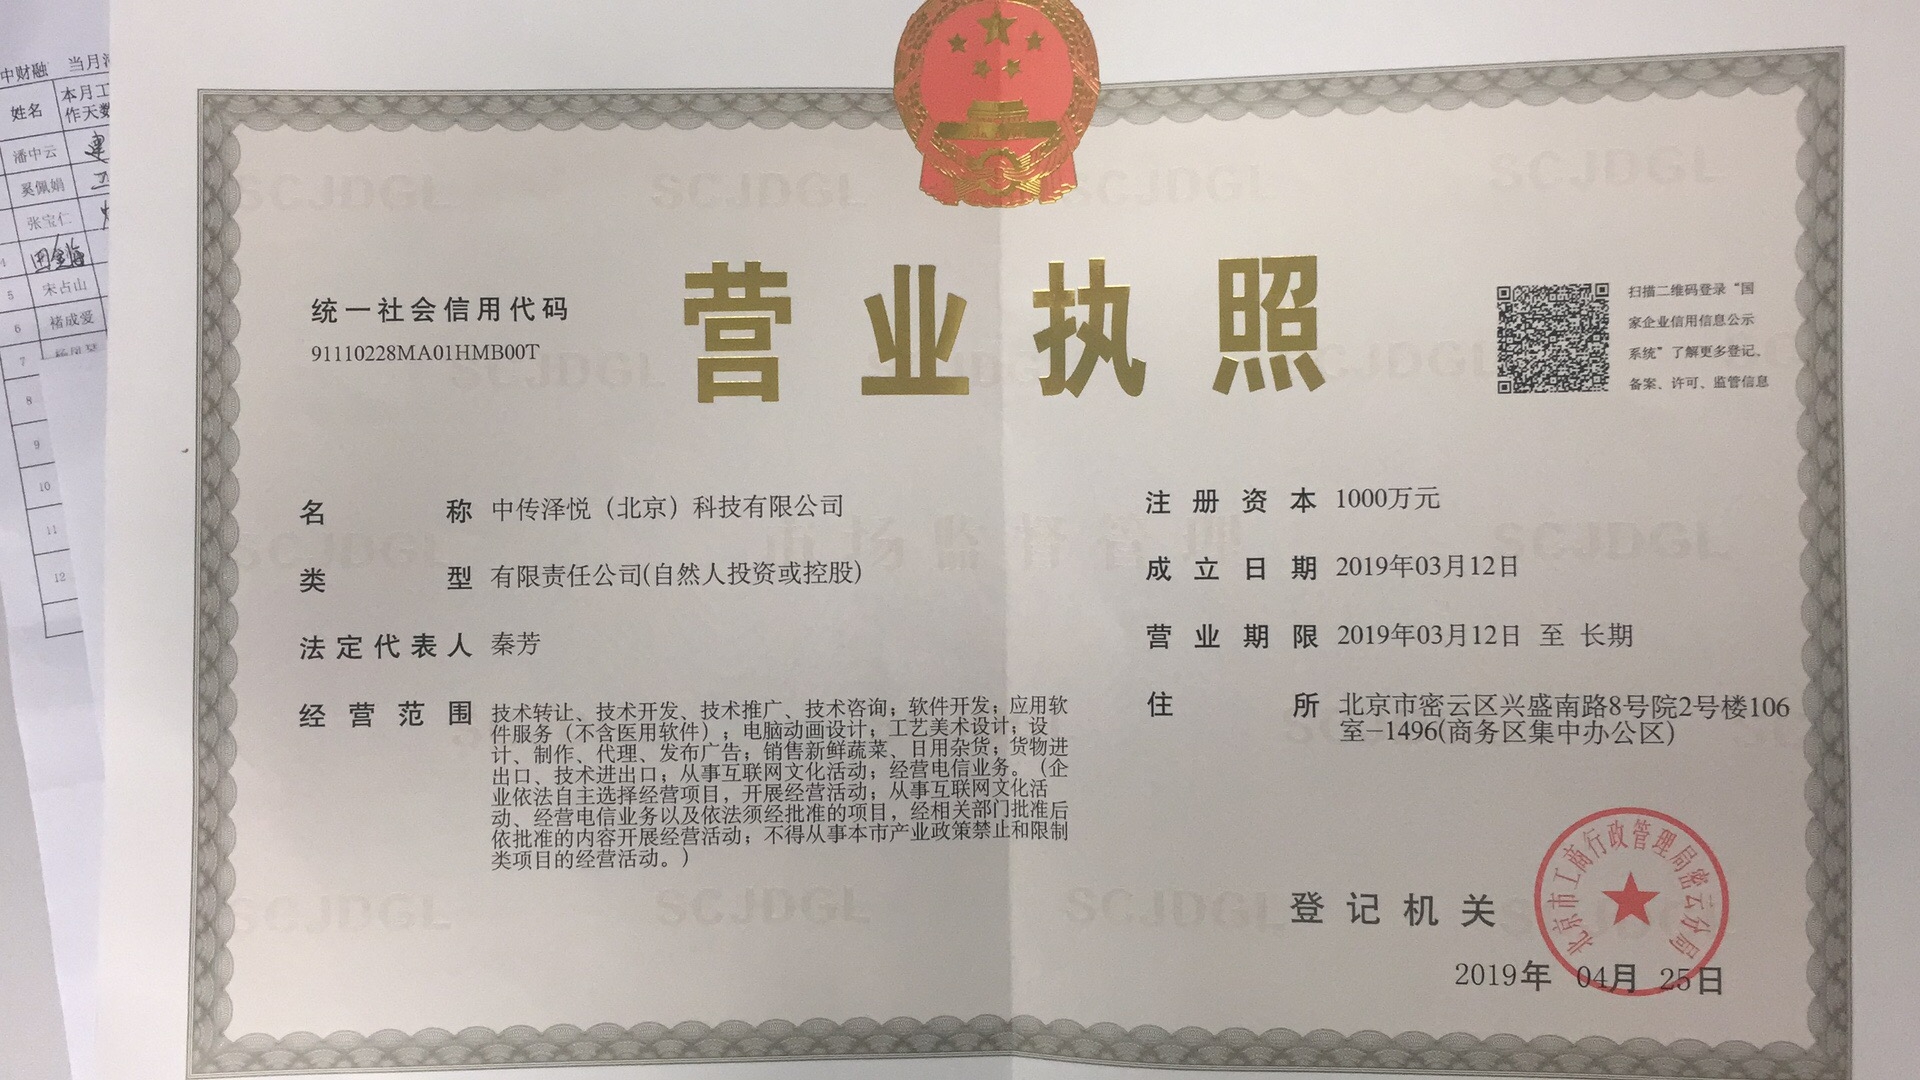 中财融 当月
姓名
本月工
作天数
潘中云
奚佩娟
张宝仁
4
5 宋占山
6 褚成爱
7
8
9
10
11
12
营业执照
统一社会信用代码
91110228MA01HMB00T
扫描二维码登录“国
家企业信用信息公示
系统”了解更多登记、
备案、许可、监管信息
名称 中传泽悦（北京）科技有限公司
类型 有限责任公司(自然人投资或控股)
法定代表人 秦芳
经营范围 技术转让、技术开发、技术推广、技术咨询；软件开发；应用软
件服务（不含医用软件）；电脑动画设计；工艺美术设计；设
计、制作、代理、发布广告；销售新鲜蔬菜、日用杂货；货物进
出口、技术进出口；从事互联网文化活动；经营电信业务。（企
业依法自主选择经营项目，开展经营活动；从事互联网文化活
动、经营电信业务以及依法须经批准的项目，经相关部门批准后
依批准的内容开展经营活动；不得从事本市产业政策禁止和限制
类项目的经营活动。）
注册资本 1000万元
成立日期 2019年03月12日
营业期限 2019年03月12日 至 长期
住所 北京市密云区兴盛南路8号院2号楼106
室-1496(商务区集中办公区)
登记机关
北京市工商行政管理局密云分局
2019年 04月 25日
SCJDGL
市场监督管理